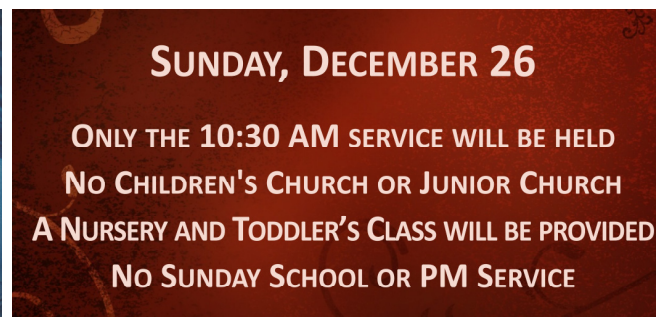 Sunday, December 26
Only the 10:30 AM service will be held
No Children's Church or Junior Church
A Nursery and Toddler’s Class will be provided
No Sunday School or PM Service